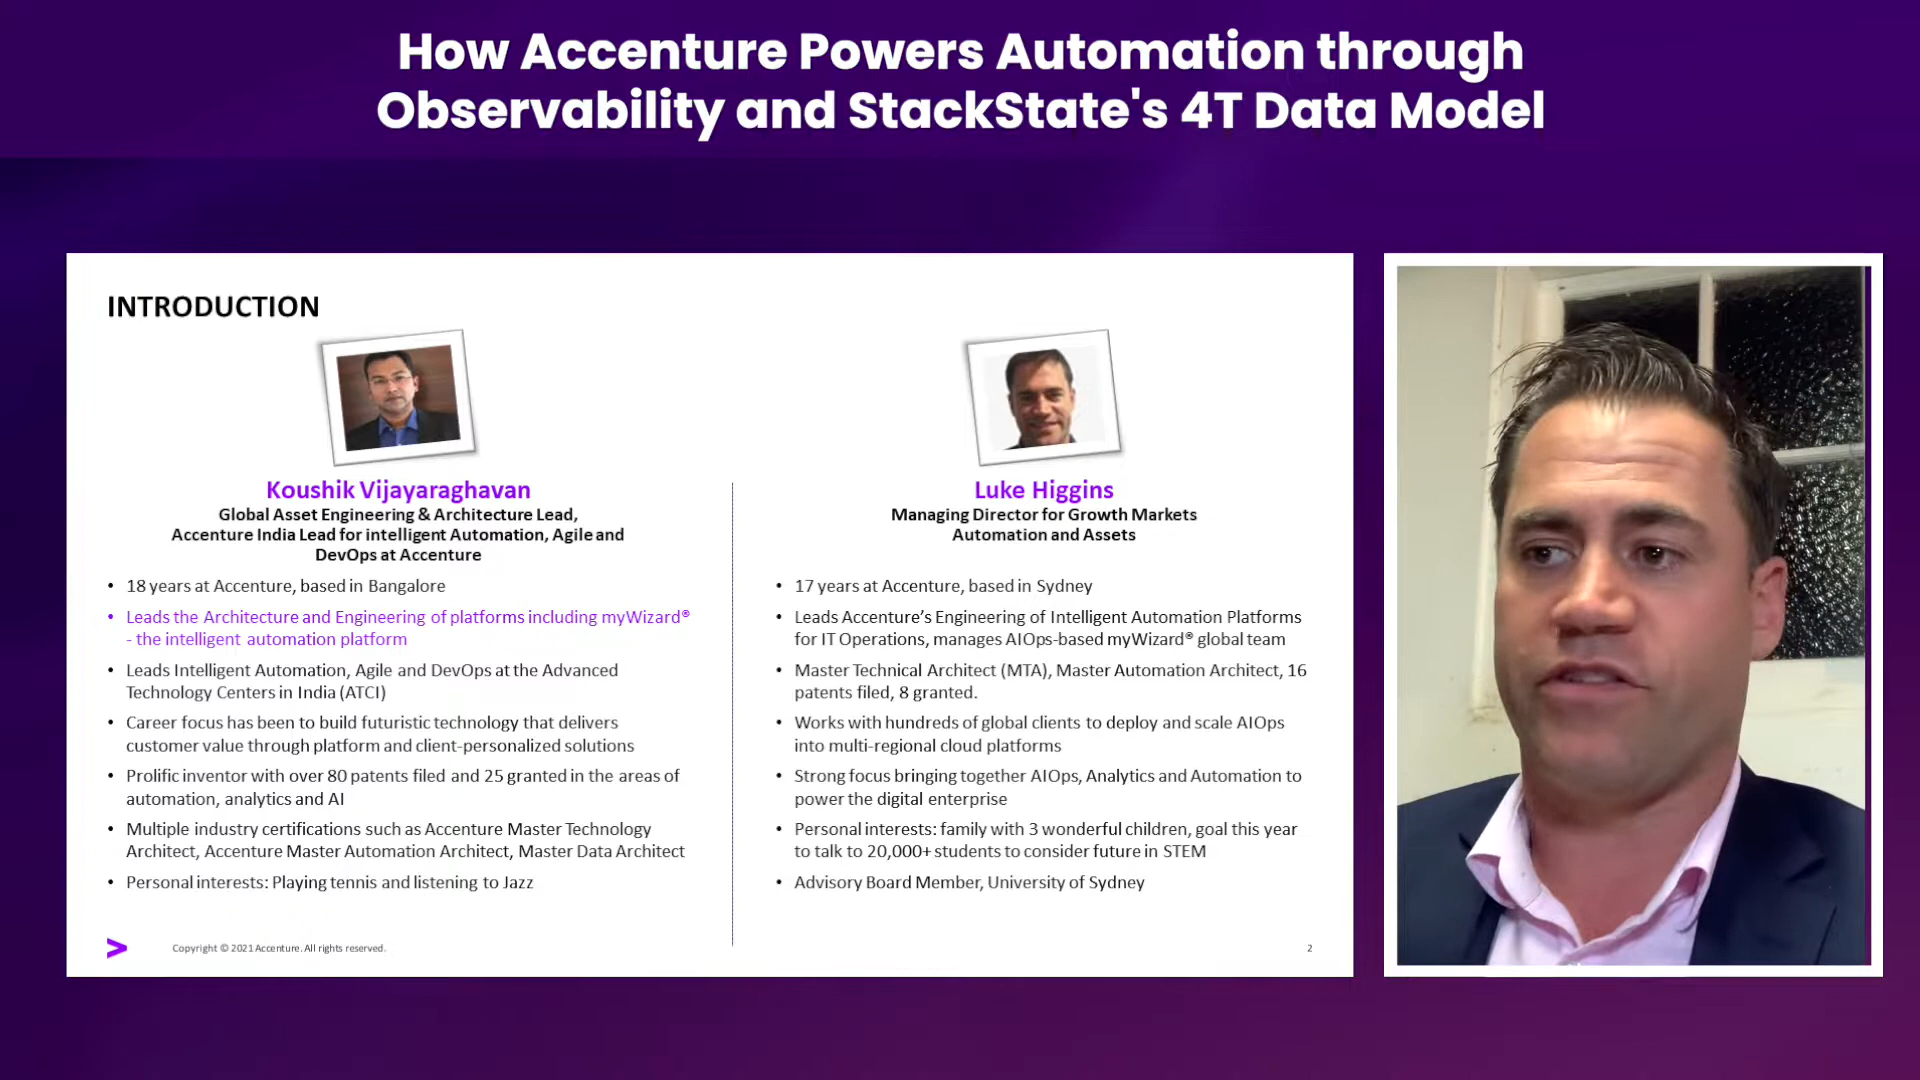 How Accenture Powers Automation through
Observability and StackState's 4T Data Model
INTRODUCTION
Koushik Vijayaraghavan
Global Asset Engineering & Architecture Lead,
Accenture India Lead for intelligent Automation, Agile and
DevOps at Accenture
• 18 years at Accenture, based in Bangalore
• Leads the Architecture and Engineering of platforms including myWizard®
- the intelligent automation platform
• Leads Intelligent Automation, Agile and DevOps at the Advanced
Technology Centers in India (ATCI)
• Career focus has been to build futuristic technology that delivers
customer value through platform and client-personalized solutions
• Prolific inventor with over 80 patents filed and 25 granted in the areas of
automation, analytics and AI
• Multiple industry certifications such as Accenture Master Technology
Architect, Accenture Master Automation Architect, Master Data Architect
• Personal interests: Playing tennis and listening to Jazz
Luke Higgins
Managing Director for Growth Markets
Automation and Assets
• 17 years at Accenture, based in Sydney
• Leads Accenture’s Engineering of Intelligent Automation Platforms
for IT Operations, manages AIOps-based myWizard® global team
• Master Technical Architect (MTA), Master Automation Architect, 16
patents filed, 8 granted.
• Works with hundreds of global clients to deploy and scale AIOps
into multi-regional cloud platforms
• Strong focus bringing together AIOps, Analytics and Automation to
power the digital enterprise
• Personal interests: family with 3 wonderful children, goal this year
to talk to 20,000+ students to consider future in STEM
• Advisory Board Member, University of Sydney
Copyright © 2021 Accenture. All rights reserved.
2